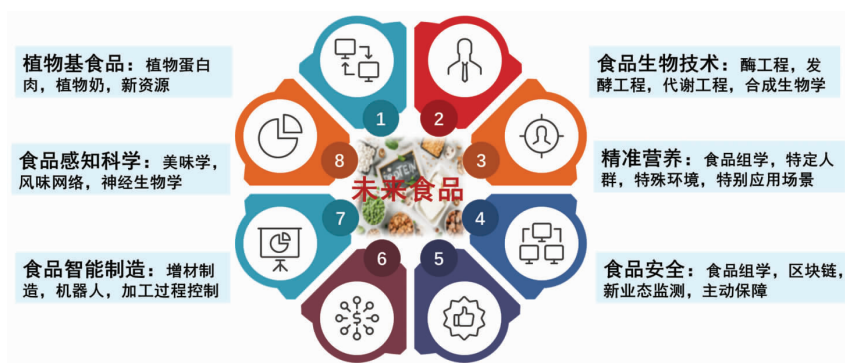 植物基食品：植物蛋白
肉，植物奶，新资源
食品感知科学：美味学，
风味网络，神经生物学
食品智能制造：增材制
造，机器人，加工过程控制
1
2
3
4
5
6
7
8
未来食品
食品生物技术：酶工程，发
酵工程，代谢工程，合成生物学
精准营养：食品组学，特定人
群，特殊环境，特别应用场景
食品安全：食品组学，区块链，
新业态监测，主动保障